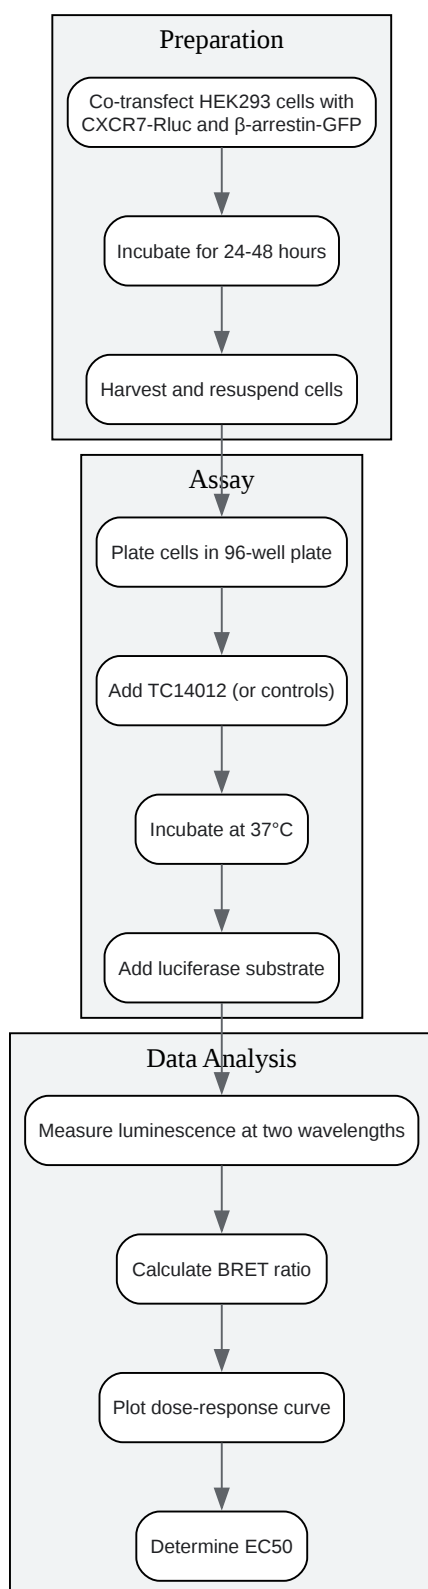 Preparation
Co-transfect HEK293 cells with
CXCR7-Rluc and β-arrestin-GFP
Incubate for 24-48 hours
Harvest and resuspend cells
Assay
Plate cells in 96-well plate
Add TC14012 (or controls)
Incubate at 37°C
Add luciferase substrate
Data Analysis
Measure luminescence at two wavelengths
Calculate BRET ratio
Plot dose-response curve
Determine EC50